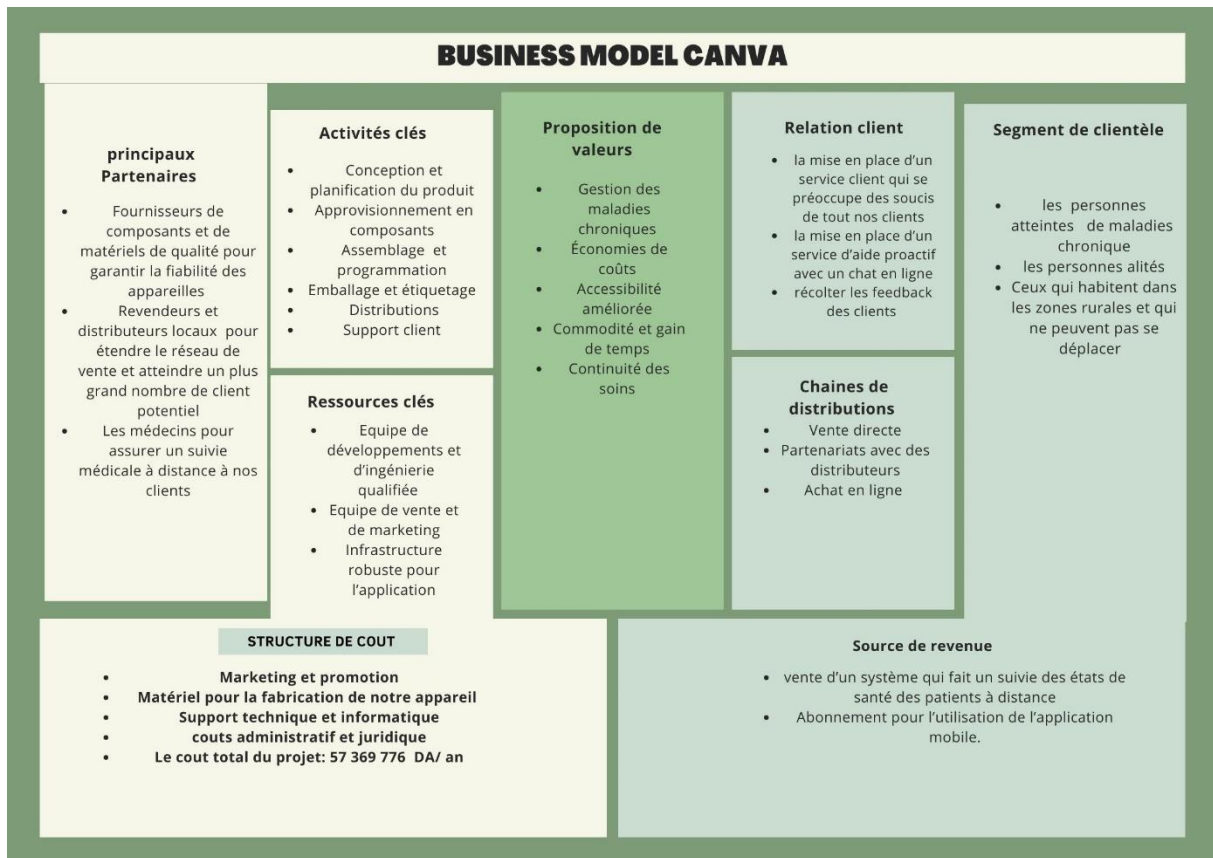 BUSINESS MODEL CANVA
principaux
Partenaires
• Fournisseurs de
composants et de
matériels de qualité pour
garantir la fiabilité des
appareilles
• Revendeurs et
distributeurs locaux pour
étendre le réseau de
vente et atteindre un plus
grand nombre de client
potentiel
• Les médecins pour
assurer un suivie
médicale à distance à nos
clients
Activités clés
• Conception et
planification du produit
• Approvisionnement en
composants
• Assemblage et
programmation
• Emballage et étiquetage
• Distributions
• Support client
Ressources clés
• Equipe de
développements et
d’ingénierie
qualifiée
• Equipe de vente et
de marketing
• Infrastructure
robuste pour
l’application
Proposition de
valeurs
• Gestion des
maladies
chroniques
• Économies de
coûts
• Accessibilité
améliorée
• Commodité et gain
de temps
• Continuité des
soins
Relation client
• la mise en place d’un
service client qui se
préoccupe des soucis
de tout nos clients
• la mise en place d’un
service d’aide proactif
avec un chat en ligne
• récolter les feedback
des clients
Chaines de
distributions
• Vente directe
• Partenariats avec des
distributeurs
• Achat en ligne
Segment de clientèle
• les personnes
atteintes de maladies
chronique
• les personnes alités
• Ceux qui habitent dans
les zones rurales et qui
ne peuvent pas se
déplacer
STRUCTURE DE COUT
• Marketing et promotion
• Matériel pour la fabrication de notre appareil
• Support technique et informatique
• couts administratif et juridique
• Le cout total du projet: 57 369 776 DA/ an
Source de revenue
• vente d’un système qui fait un suivie des états de
santé des patients à distance
• Abonnement pour l’utilisation de l’application
mobile.